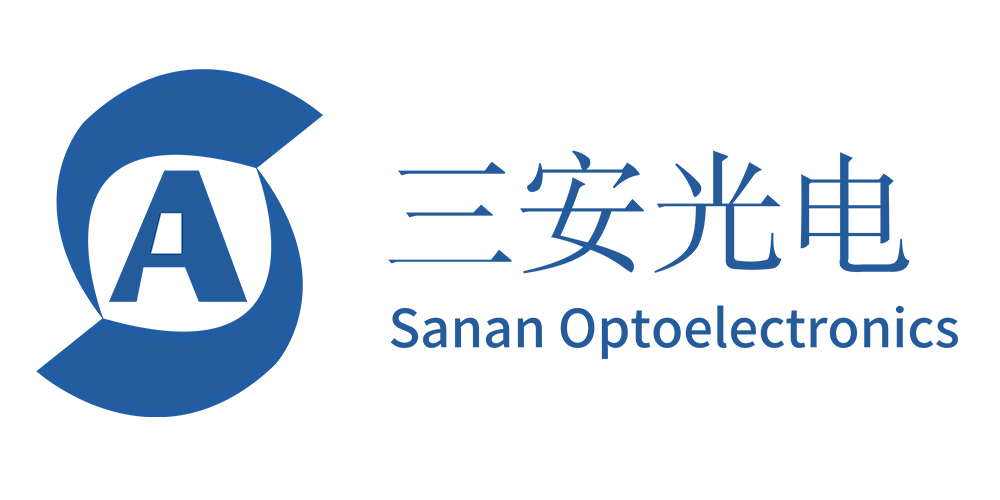 A
三安光电
Sanan Optoelectronics